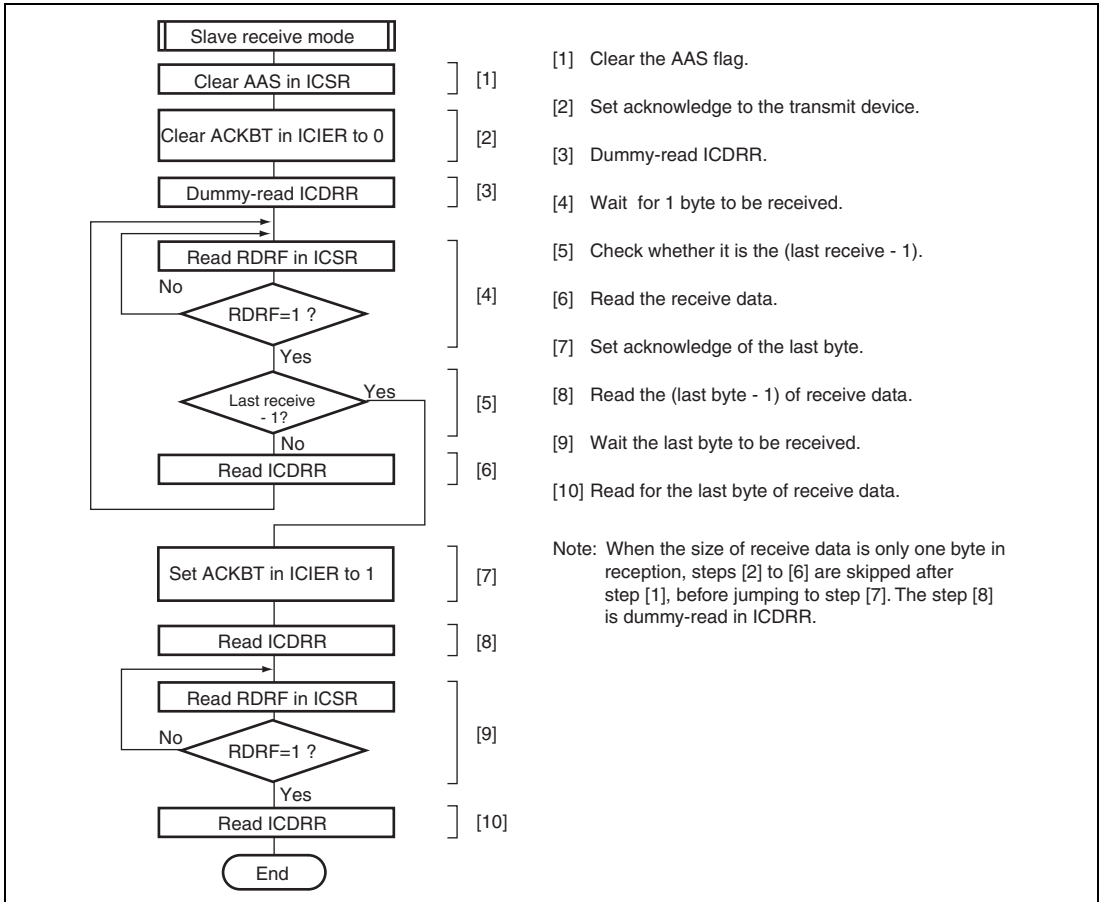 Slave receive mode
Clear AAS in ICSR
[1]
Clear ACKBT in ICIER to 0
[2]
Dummy-read ICDRR
[3]
Read RDRF in ICSR
No
RDRF=1 ?
[4]
Yes
Last receive
- 1?
Yes
[5]
No
Read ICDRR
[6]
Set ACKBT in ICIER to 1
[7]
Read ICDRR
[8]
Read RDRF in ICSR
No
RDRF=1 ?
[9]
Yes
Read ICDRR
[10]
End
[1] Clear the AAS flag.
[2] Set acknowledge to the transmit device.
[3] Dummy-read ICDRR.
[4] Wait for 1 byte to be received.
[5] Check whether it is the (last receive - 1).
[6] Read the receive data.
[7] Set acknowledge of the last byte.
[8] Read the (last byte - 1) of receive data.
[9] Wait the last byte to be received.
[10] Read for the last byte of receive data.
Note: When the size of receive data is only one byte in
reception, steps [2] to [6] are skipped after
step [1], before jumping to step [7]. The step [8]
is dummy-read in ICDRR.